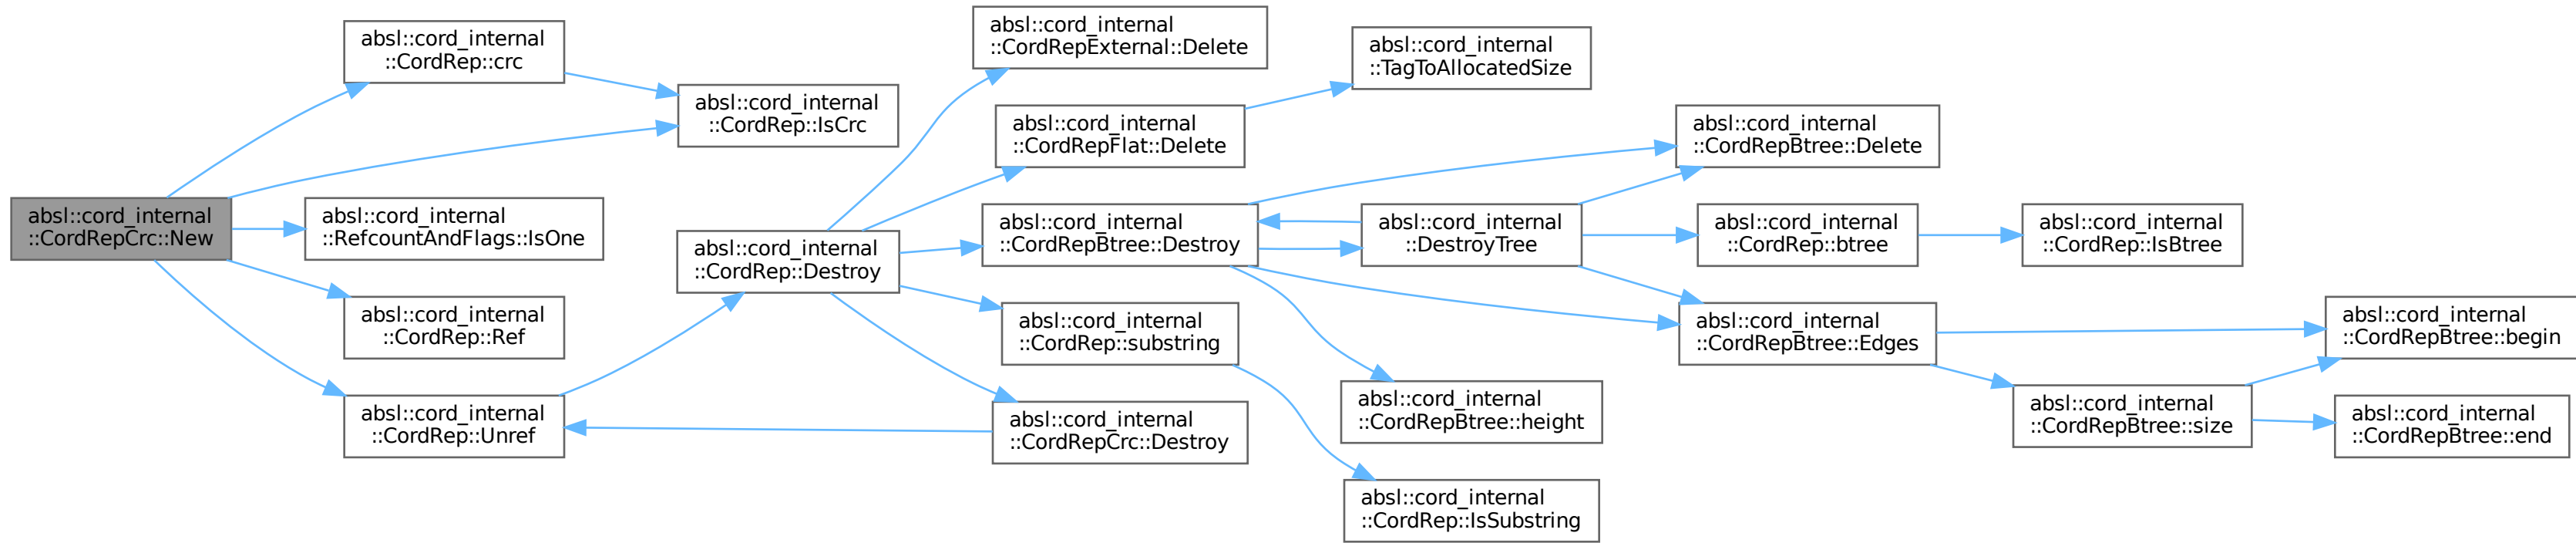 absl::cord_internal
::CordRepCrc::New
absl::cord_internal
::CordRep::crc
absl::cord_internal
::CordRep::IsCrc
absl::cord_internal
::RefcountAndFlags::IsOne
absl::cord_internal
::CordRep::Ref
absl::cord_internal
::CordRep::Unref
absl::cord_internal
::CordRep::Destroy
absl::cord_internal
::CordRepExternal::Delete
absl::cord_internal
::CordRepFlat::Delete
absl::cord_internal
::TagToAllocatedSize
absl::cord_internal
::CordRepBtree::Destroy
absl::cord_internal
::CordRep::substring
absl::cord_internal
::CordRepCrc::Destroy
absl::cord_internal
::DestroyTree
absl::cord_internal
::CordRepBtree::height
absl::cord_internal
::CordRep::IsSubstring
absl::cord_internal
::CordRepBtree::Delete
absl::cord_internal
::CordRep::btree
absl::cord_internal
::CordRep::IsBtree
absl::cord_internal
::CordRepBtree::Edges
absl::cord_internal
::CordRepBtree::size
absl::cord_internal
::CordRepBtree::begin
absl::cord_internal
::CordRepBtree::end